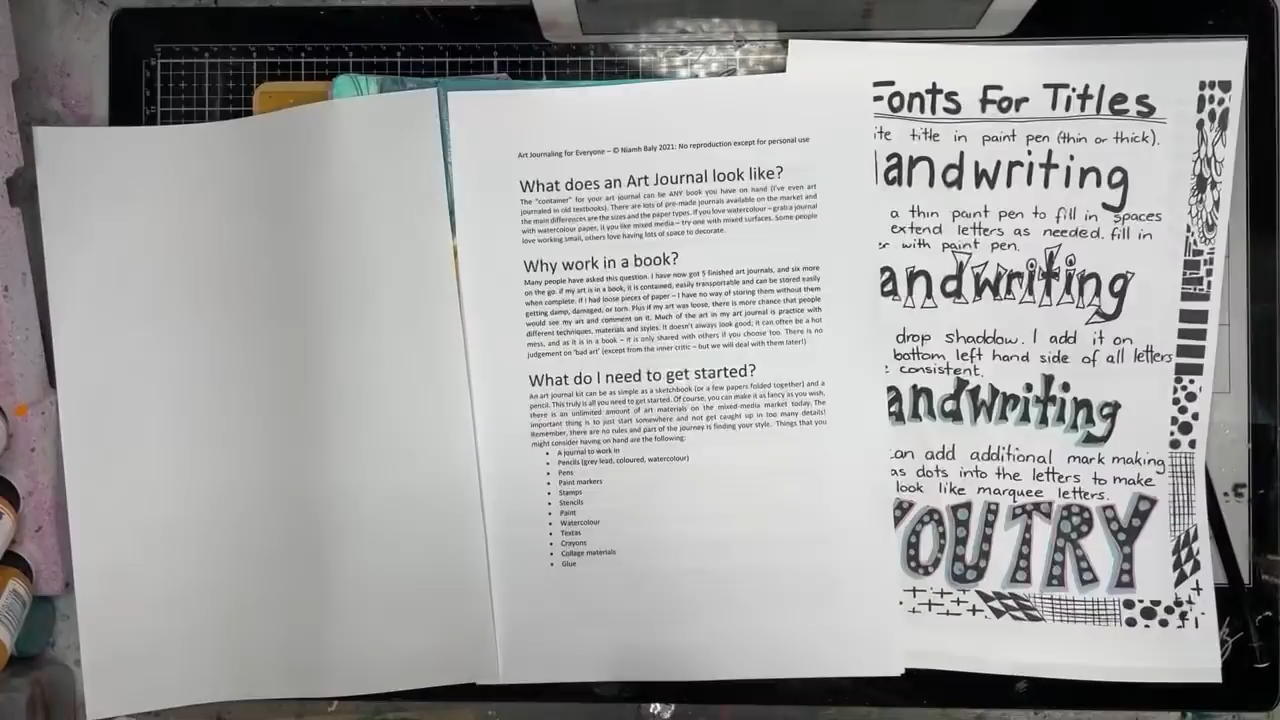 Art Journaling for Everyone – © Niamh Baly 2021: No reproduction except for personal use
What does an Art Journal look like?
The "container" for your art journal can be ANY book you have on hand (I've even art
journaled in old textbooks). There are lots of pre-made journals available on the market and
the main differences are the sizes and the paper types. If you love watercolour – grab a journal
with watercolour paper, if you like mixed media – try one with mixed surfaces. Some people
love working small, others love having lots of space to decorate.
Why work in a book?
Many people have asked this question. I have now got 5 finished art journals, and six more
on the go. If my art is in a book, it is contained, easily transportable and can be stored easily
when complete. If I had loose pieces of paper – I have no way of storing them without them
getting damp, damaged, or torn. Plus if my art was loose, there is more chance that people
would see my art and comment on it. Much of the art in my art journal is practice with
different techniques, materials and styles. It doesn't always look good; it can often be a hot
mess, and as it is in a book – it is only shared with others if you choose too. There is no
judgement on 'bad art' (except from the inner critic – but we will deal with them later!)
What do I need to get started?
An art journal kit can be as simple as a sketchbook (or a few papers folded together) and a
pencil. This truly is all you need to get started. Of course, you can make it as fancy as you wish,
there is an unlimited amount of art materials on the mixed-media market today. The
important thing is to just start somewhere and not get caught up in too many details!
Remember, there are no rules and part of the journey is finding your style. Things that you
might consider having on hand are the following:
• A journal to work in
• Pencils (grey lead, coloured, watercolour)
• Pens
• Paint markers
• Stamps
• Stencils
• Paint
• Watercolour
• Textas
• Crayons
• Collage materials
• Glue
Fonts For Titles
ite title in paint pen (thin or thick).
andwriting
a thin paint pen to fill in spaces
extend letters as needed. fill in
with paint pen.
andwriting
drop shaddow. I add it on
bottom left hand side of all letters
: consistent.
andwriting
an add additional mark making
as dots into the letters to make
look like marquee letters.
YOUTRY